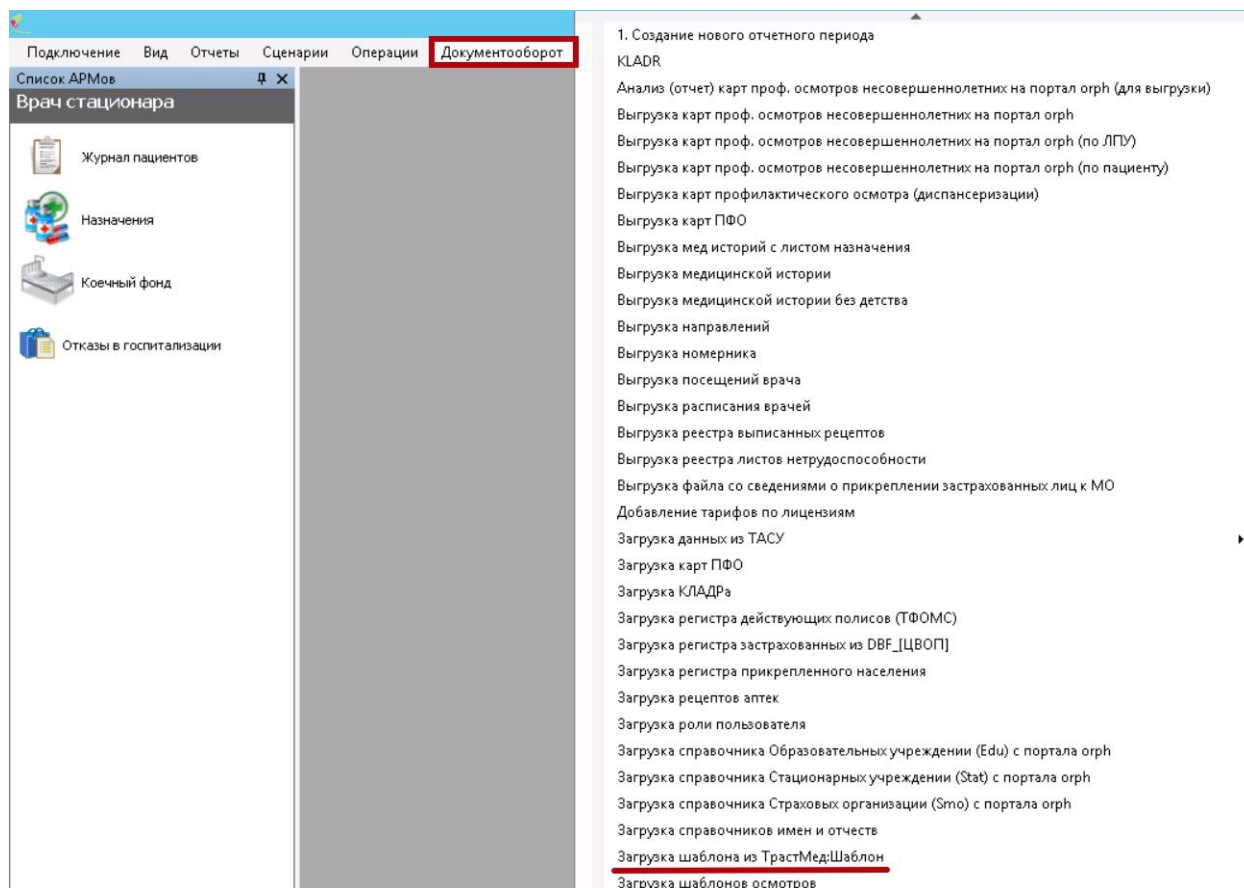 Подключение Вид Отчеты Сценарии Операции Документооборот
Список АРМов
Врач стационара
Журнал пациентов
Назначения
Коечный фонд
Отказы в госпитализации
1. Создание нового отчетного периода
KLADR
Анализ (отчет) карт проф. осмотров несовершеннолетних на портал orph (для выгрузки)
Выгрузка карт проф. осмотров несовершеннолетних на портал orph
Выгрузка карт проф. осмотров несовершеннолетних на портал orph (по ЛПУ)
Выгрузка карт проф. осмотров несовершеннолетних на портал orph (по пациенту)
Выгрузка карт профилактического осмотра (диспансеризации)
Выгрузка карт ПФО
Выгрузка мед историй с листом назначения
Выгрузка медицинской истории
Выгрузка медицинской истории без детства
Выгрузка направлений
Выгрузка номерника
Выгрузка посещений врача
Выгрузка расписания врачей
Выгрузка реестра выписанных рецептов
Выгрузка реестра листов нетрудоспособности
Выгрузка файла со сведениями о прикреплении застрахованных лиц к МО
Добавление тарифов по лицензиям
Загрузка данных из ТАСУ
Загрузка карт ПФО
Загрузка КЛАДРа
Загрузка регистра действующих полисов (ТФОМС)
Загрузка регистра застрахованных из DBF_[ЦВОП]
Загрузка регистра прикрепленного населения
Загрузка рецептов аптек
Загрузка роли пользователя
Загрузка справочника Образовательных учреждении (Edu) с портала orph
Загрузка справочника Стационарных учреждении (Stat) с портала orph
Загрузка справочника Страховых организации (Smo) с портала orph
Загрузка справочников имен и отчеств
Загрузка шаблона из ТрастМед:Шаблон
Загрузка шаблонов осмотров